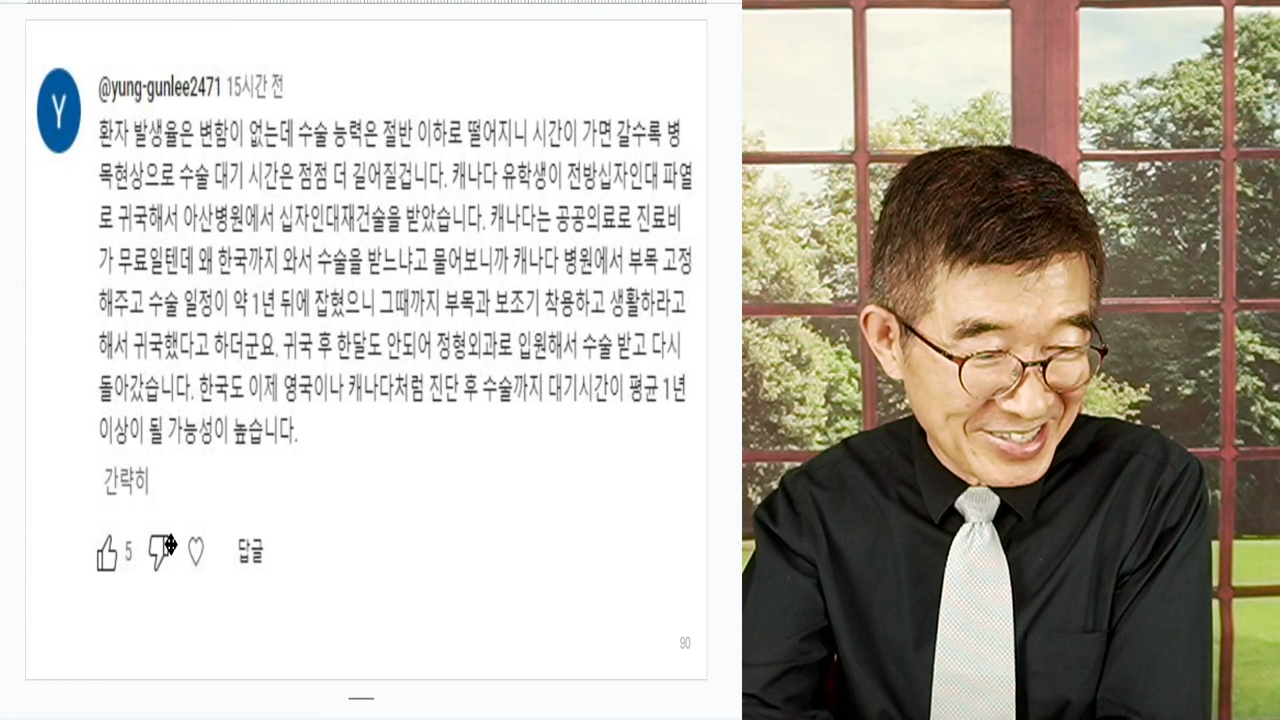 Y
@yung-gunlee2471 15시간 전
환자 발생율은 변함이 없는데 수술 능력은 절반 이하로 떨어지니 시간이 가면 갈수록 병
목현상으로 수술 대기 시간은 점점 더 길어질겁니다. 캐나다 유학생이 전방십자인대 파열
로 귀국해서 아산병원에서 십자인대재건술을 받았습니다. 캐나다는 공공의료로 진료비
가 무료일텐데 왜 한국까지 와서 수술을 받느냐고 물어보니까 캐나다 병원에서 부목 고정
해주고 수술 일정이 약 1년 뒤에 잡혔으니 그때까지 부목과 보조기 착용하고 생활하라고
해서 귀국했다고 하더군요. 귀국 후 한달도 안되어 정형외과로 입원해서 수술 받고 다시
돌아갔습니다. 한국도 이제 영국이나 캐나다처럼 진단 후 수술까지 대기시간이 평균 1년
이상이 될 가능성이 높습니다.
간략히
5 답글
90